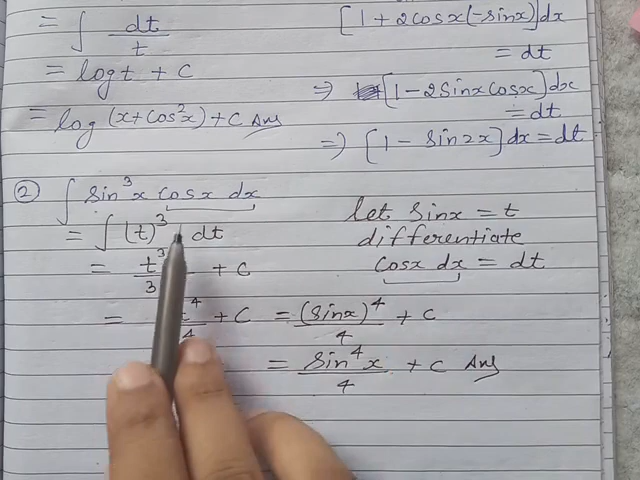 = ∫ dt/t
= log t + C
= log (x + cos²x) + C Ans
[1 + 2cosx(-sinx)]dx
= dt
⇒ [1 - 2sinx cosx]dx
= dt
⇒ [1 - sin2x]dx = dt
② ∫ sin³x cosx dx
= ∫ (t)³ dt
= t³ / 3 + C
= t⁴/4 + C = (sinx)⁴/4 + C
= sin⁴x/4 + C Ans
let sinx = t
differentiate
cosx dx = dt